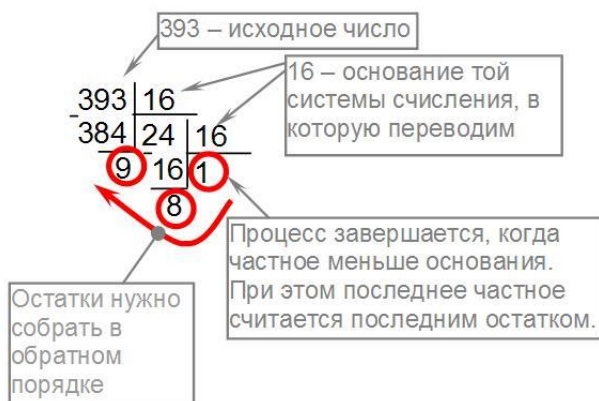 393 – исходное число
16 – основание той
системы счисления, в
которую переводим
393 16
- 384 24 16
9 - 16 1
8
Процесс завершается, когда
частное меньше основания.
При этом последнее частное
считается последним остатком.
Остатки нужно
собрать в
обратном
порядке